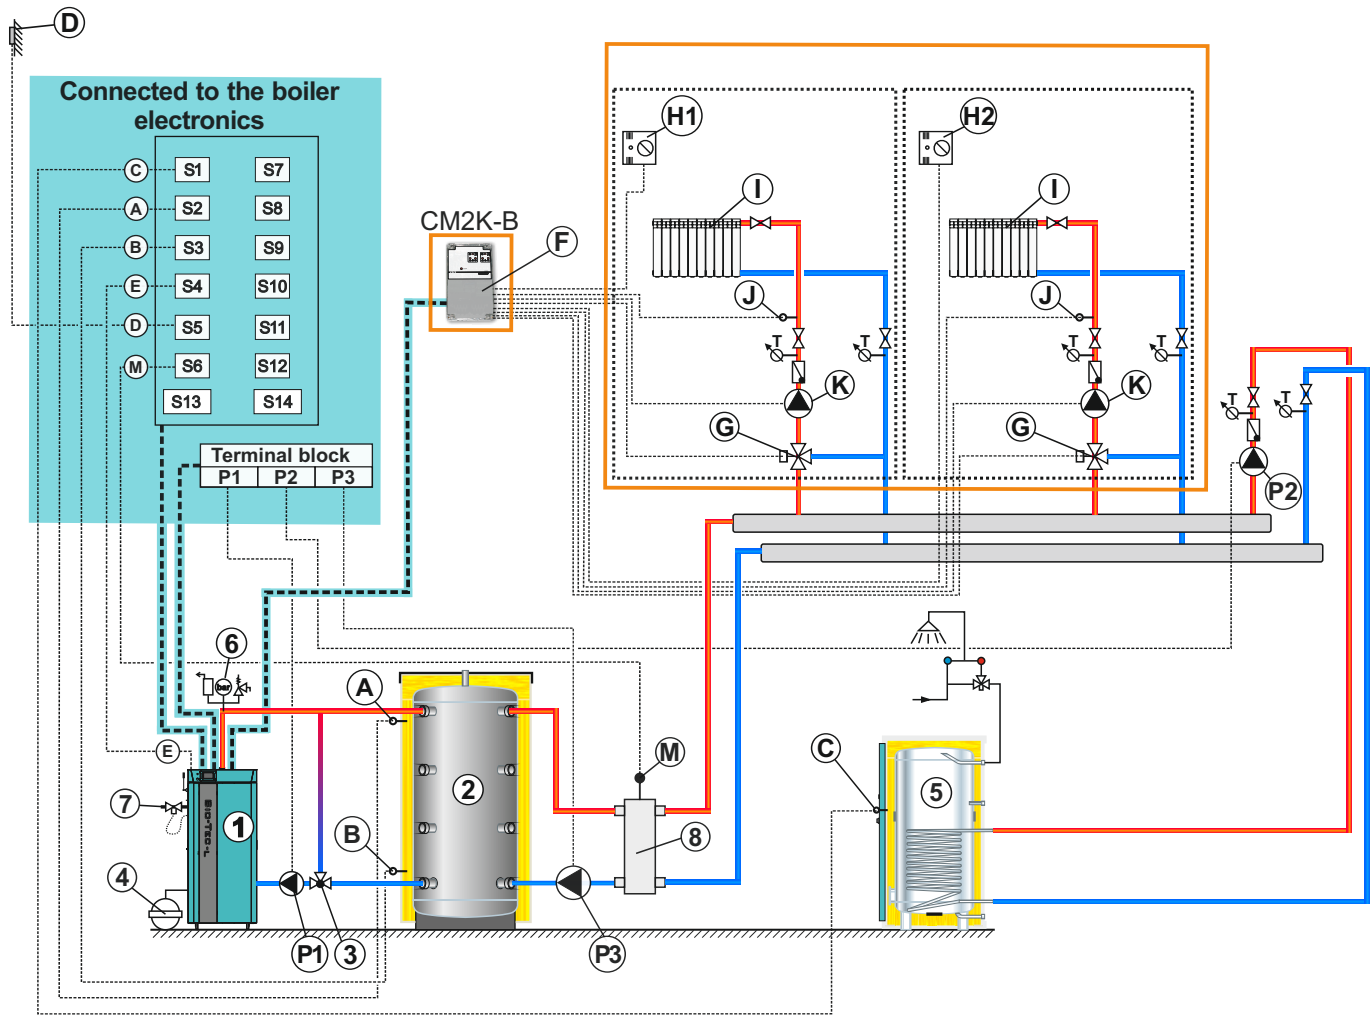 D
Connected to the boiler
electronics
C S1 S7
A S2 S8
B S3 S9
E S4 S10
D S5 S11
M S6 S12
S13 S14
Terminal block
P1 P2 P3
CM2K-B
F
H1 H2
I I
J J
T T T T
K K
G G
T T
P2
6
bar
A
E
M
C
7
BIO-TEC-L
1
2
5
8
B
4
P1 3 P3